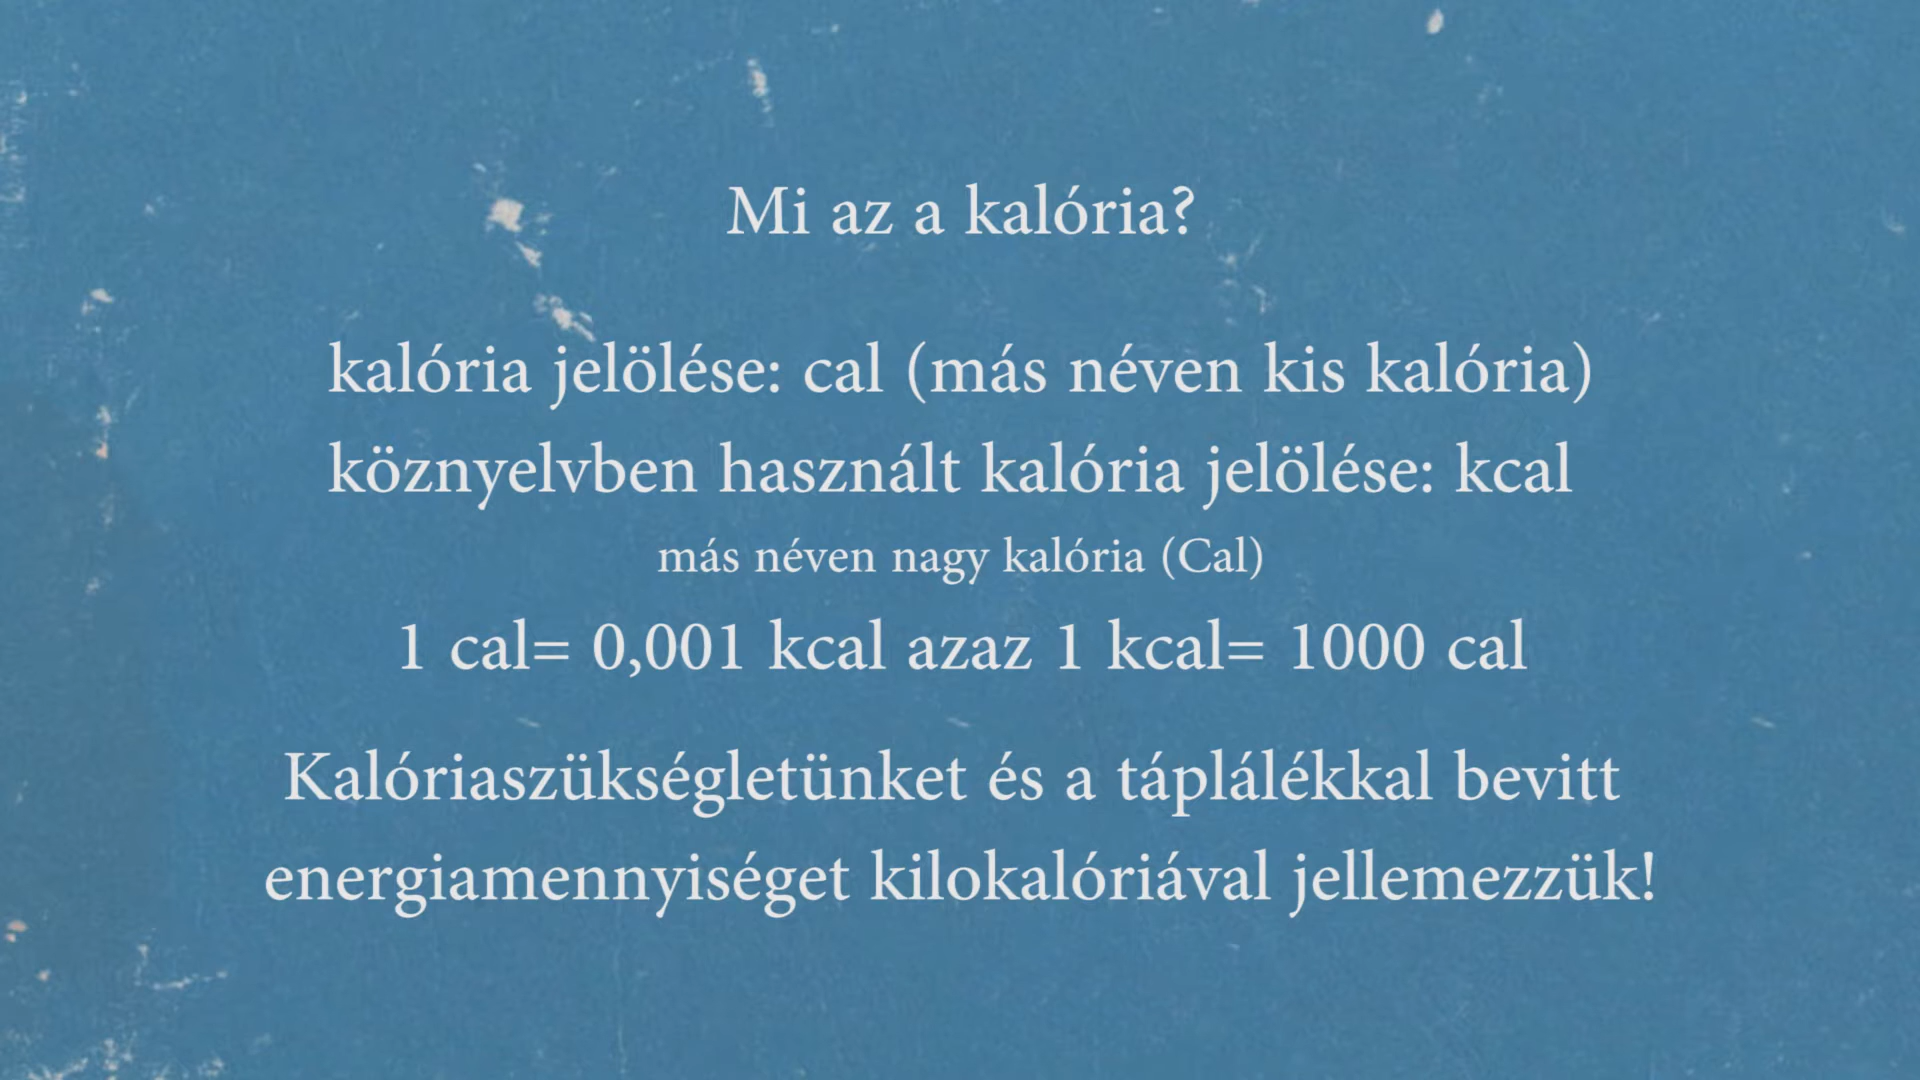 Mi az a kalória?
kalória jelölése: cal (más néven kis kalória)
köznyelvben használt kalória jelölése: kcal
más néven nagy kalória (Cal)
1 cal= 0,001 kcal azaz 1 kcal= 1000 cal
Kalóriaszükségletünket és a táplálékkal bevitt
energiamennyiséget kilokalóriával jellemezzük!